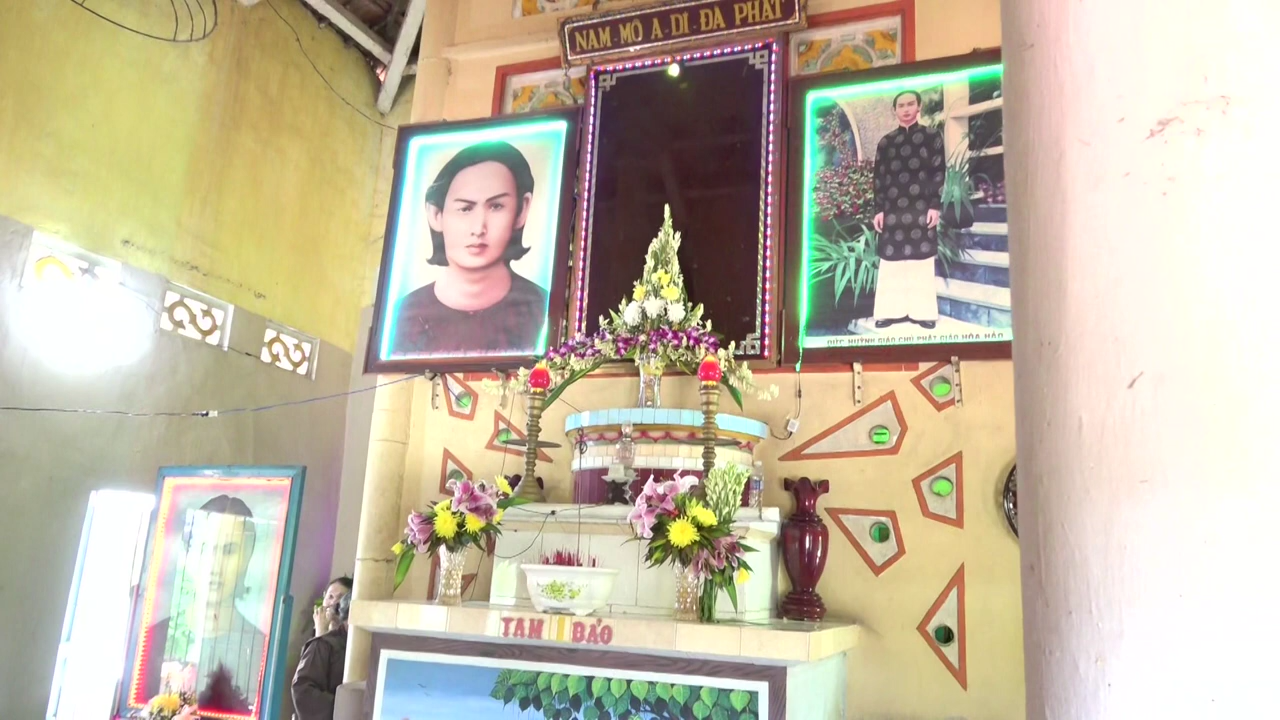 NAM-MÔ A-DI-ĐÀ PHẬT
ĐỨC HUỲNH GIÁO CHỦ PHẬT GIÁO HÒA HẢO
TAM BẢO